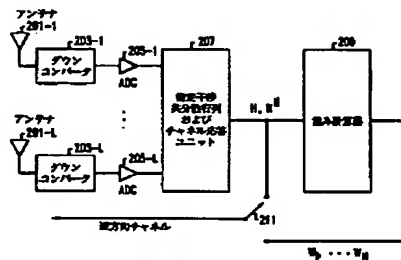 アンテナ
201-1
203-1
ダウン
コンバータ
205-1
ADC
207
推定干渉
共分散行列
および
チャネル応答
ユニット
H, K^H
209
重み計算器
アンテナ
201-L
203-L
ダウン
コンバータ
205-L
ADC
211
逆方向チャネル